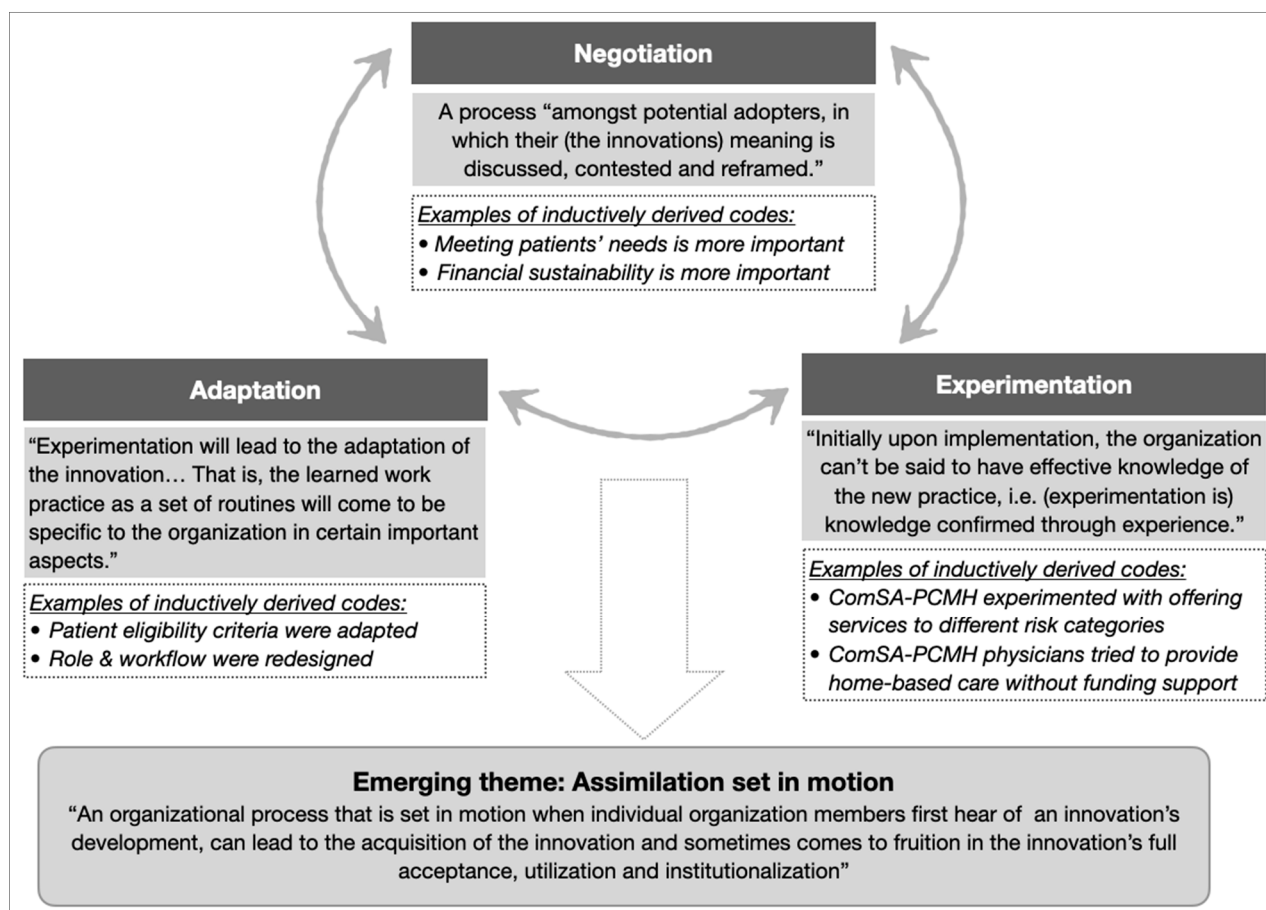 Negotiation
A process “amongst potential adopters, in
which their (the innovations) meaning is
discussed, contested and reframed.”
Examples of inductively derived codes:
• Meeting patients’ needs is more important
• Financial sustainability is more important
Adaptation
“Experimentation will lead to the adaptation of
the innovation… That is, the learned work
practice as a set of routines will come to be
specific to the organization in certain important
aspects.”
Examples of inductively derived codes:
• Patient eligibility criteria were adapted
• Role & workflow were redesigned
Experimentation
“Initially upon implementation, the organization
can’t be said to have effective knowledge of
the new practice, i.e. (experimentation is)
knowledge confirmed through experience.”
Examples of inductively derived codes:
• ComSA-PCMH experimented with offering
services to different risk categories
• ComSA-PCMH physicians tried to provide
home-based care without funding support
Emerging theme: Assimilation set in motion
“An organizational process that is set in motion when individual organization members first hear of an innovation’s
development, can lead to the acquisition of the innovation and sometimes comes to fruition in the innovation’s full
acceptance, utilization and institutionalization”